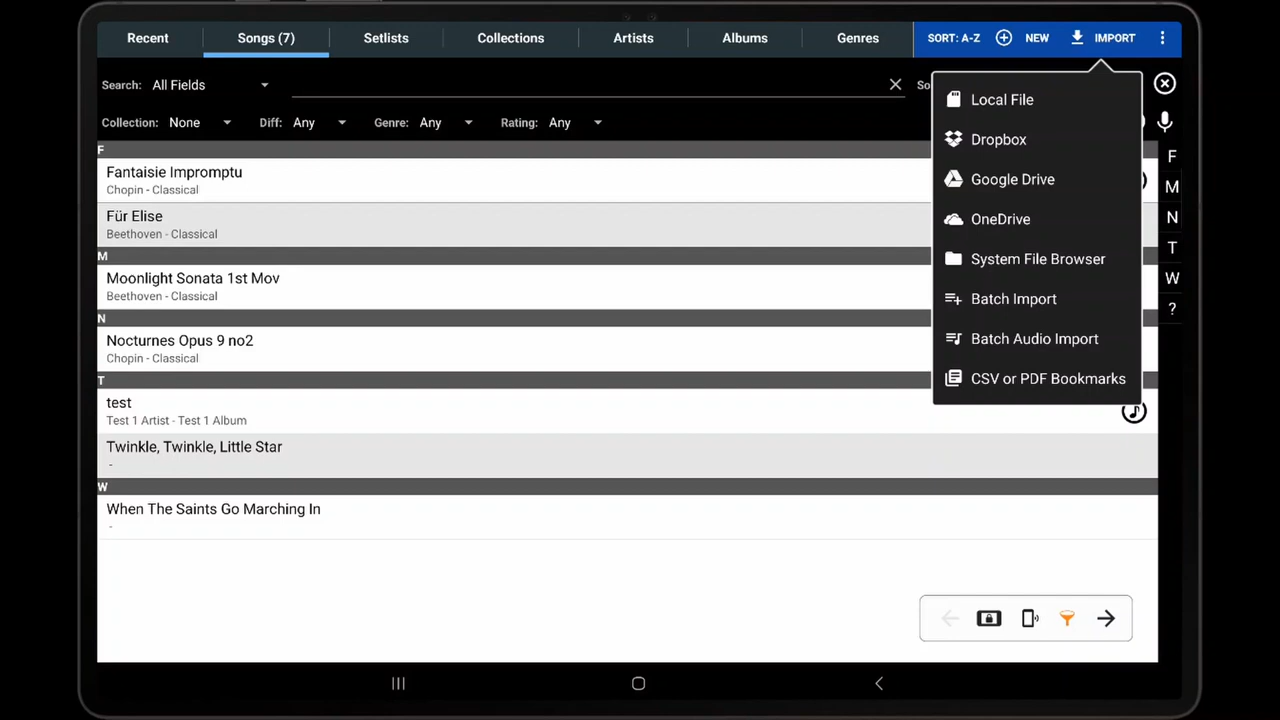 Recent Songs (7) Setlists Collections Artists Albums Genres SORT: A-Z NEW IMPORT
Search: All Fields So
Collection: None Diff: Any Genre: Any Rating: Any
Local File
Dropbox
Google Drive
OneDrive
System File Browser
Batch Import
Batch Audio Import
CSV or PDF Bookmarks
F
Fantaisie Impromptu
Chopin - Classical
Für Elise
Beethoven - Classical
M
Moonlight Sonata 1st Mov
Beethoven - Classical
N
Nocturnes Opus 9 no2
Chopin - Classical
T
test
Test 1 Artist - Test 1 Album
Twinkle, Twinkle, Little Star
-
W
When The Saints Go Marching In
-
F
M
N
T
W
?